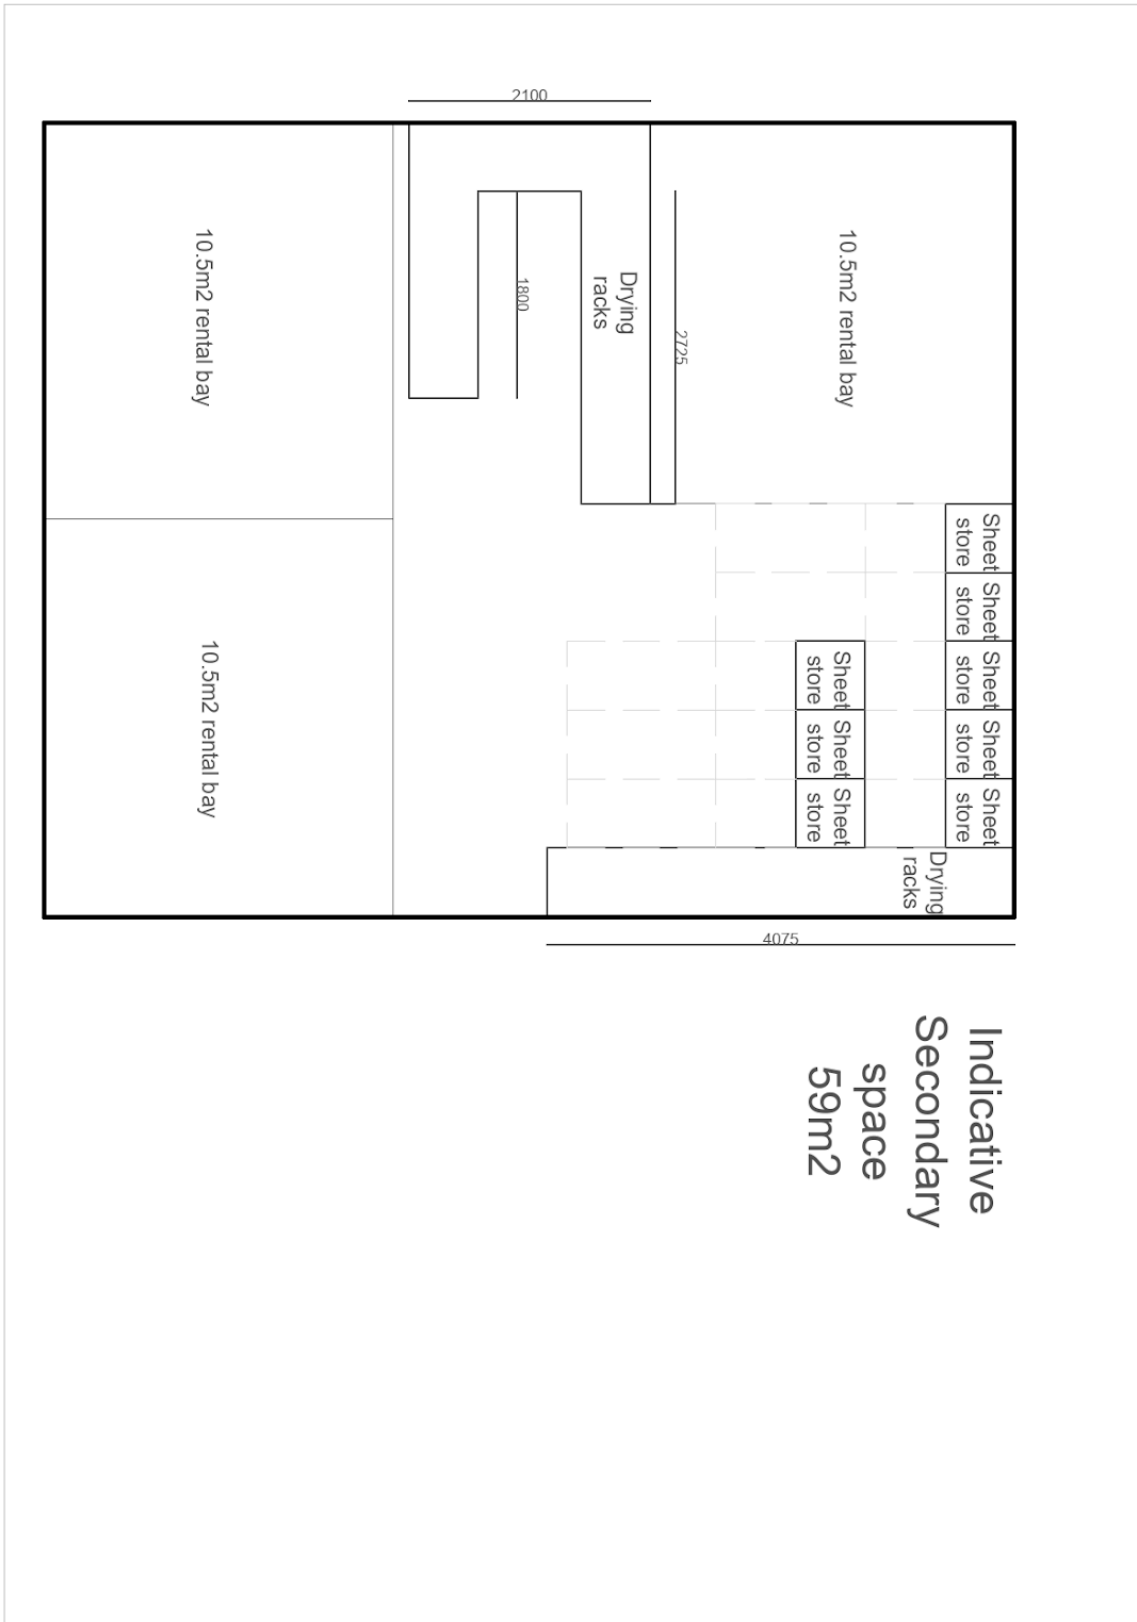 2100
10.5m2 rental bay
1800
Drying
racks
2725
10.5m2 rental bay
10.5m2 rental bay
Sheet
store
Sheet
store
Sheet
store
Sheet
store
Sheet
store
Sheet
store
Sheet
store
Sheet
store
Drying
racks
4075
Indicative
Secondary
space
59m2